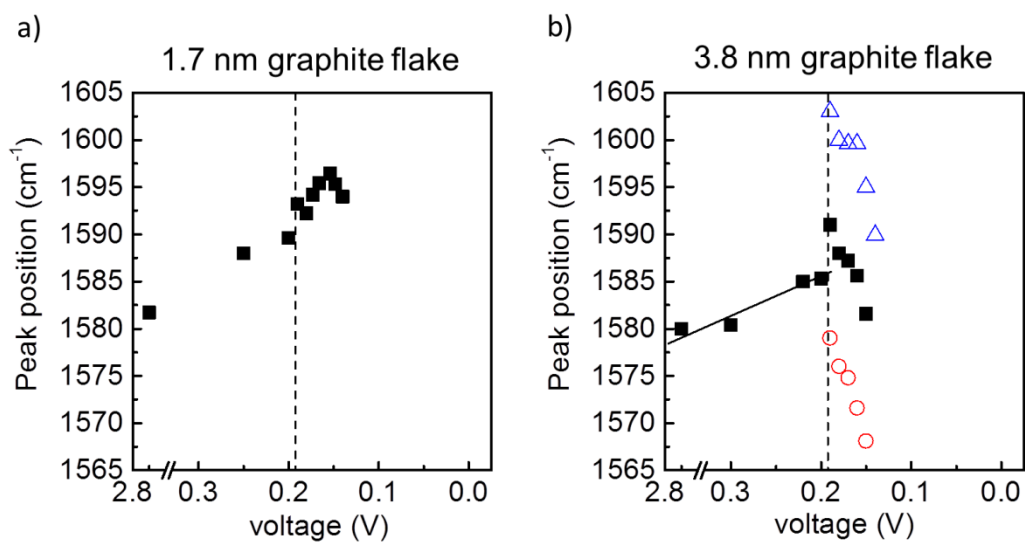 a)
1.7 nm graphite flake
Peak position (cm⁻¹)
1605
1600
1595
1590
1585
1580
1575
1570
1565
2.8 0.3 0.2 0.1 0.0
voltage (V)
b)
3.8 nm graphite flake
Peak position (cm⁻¹)
1605
1600
1595
1590
1585
1580
1575
1570
1565
2.8 0.3 0.2 0.1 0.0
voltage (V)